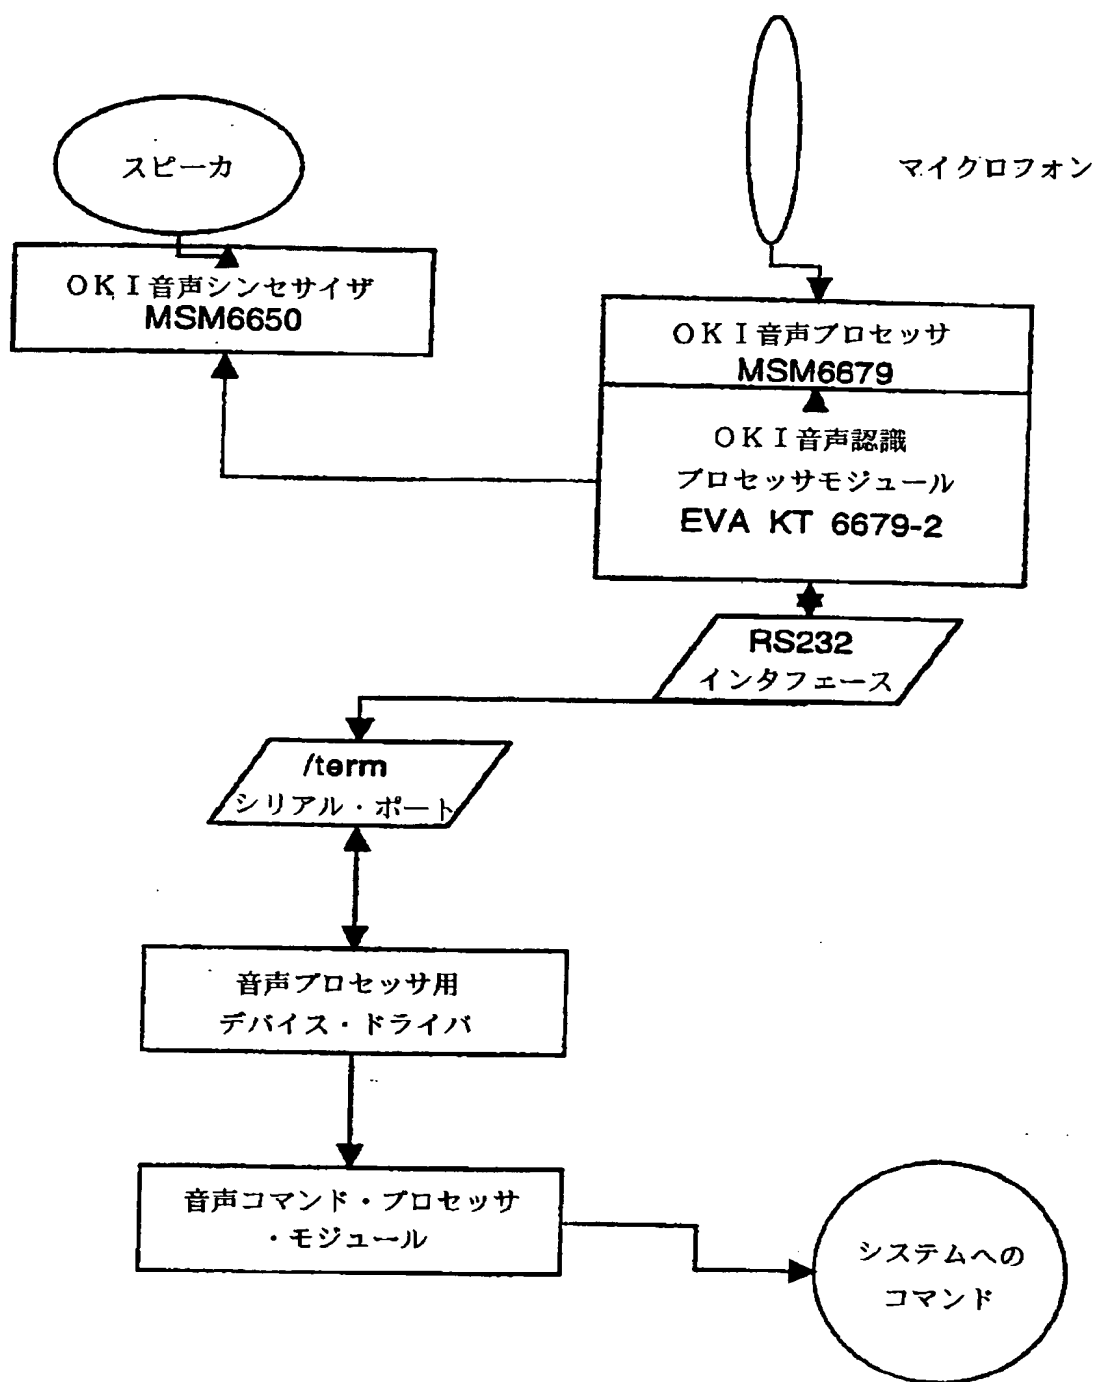 スピーカ
マイクロフォン
OKI音声シンセサイザ
MSM6650
OKI音声プロセッサ
MSM6679
OKI音声認識
プロセッサモジュール
EVA KT 6679-2
RS232
インタフェース
/term
シリアル・ポート
音声プロセッサ用
デバイス・ドライバ
音声コマンド・プロセッサ
・モジュール
システムへの
コマンド